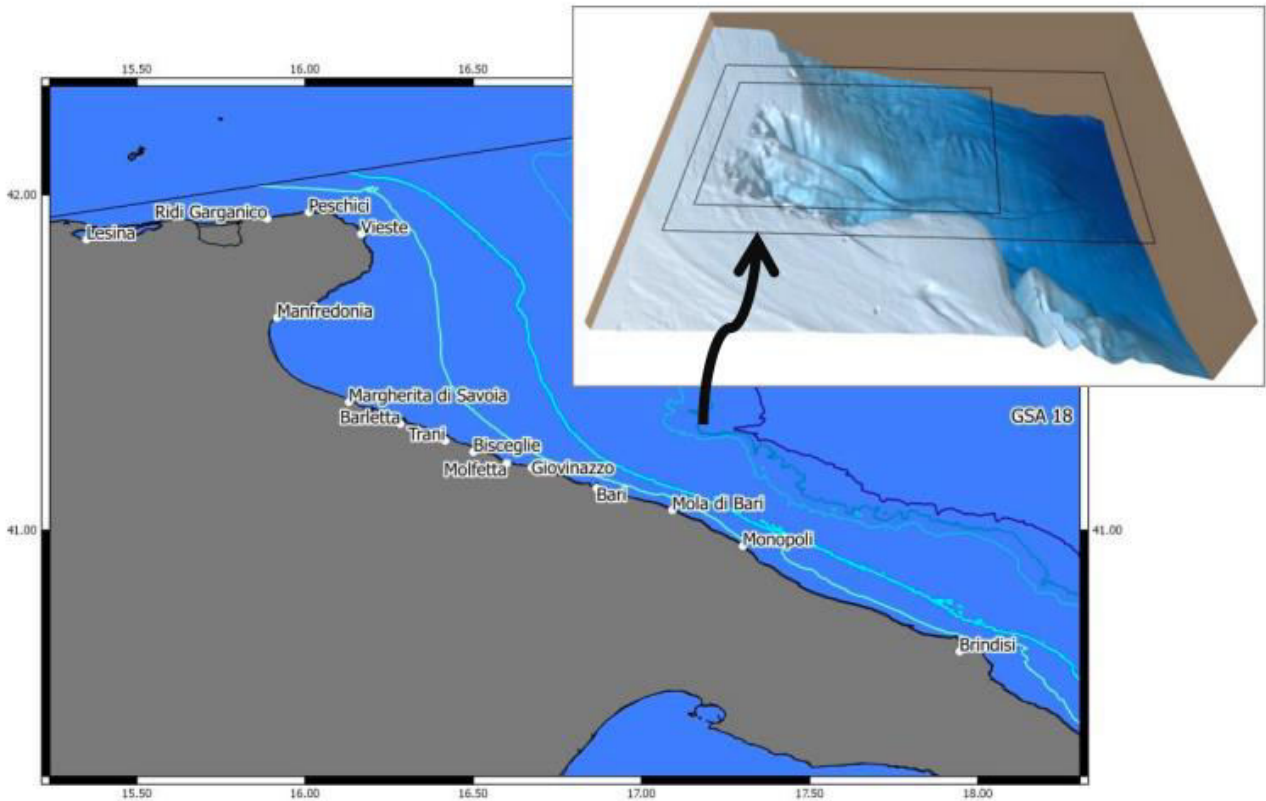 15.50
16.00
16.50
42.00
Ridi Garganico
Peschici
Lesina
Vieste
Manfredonia
Margherita di Savoia
GSA 18
Barletta
Trani
Bisceglie
Molfetta
Giovinazzo
Bari
Mola di Bari
41.00
41.00
Monopoli
Brindisi
15.50
16.00
16.50
17.00
17.50
18.00